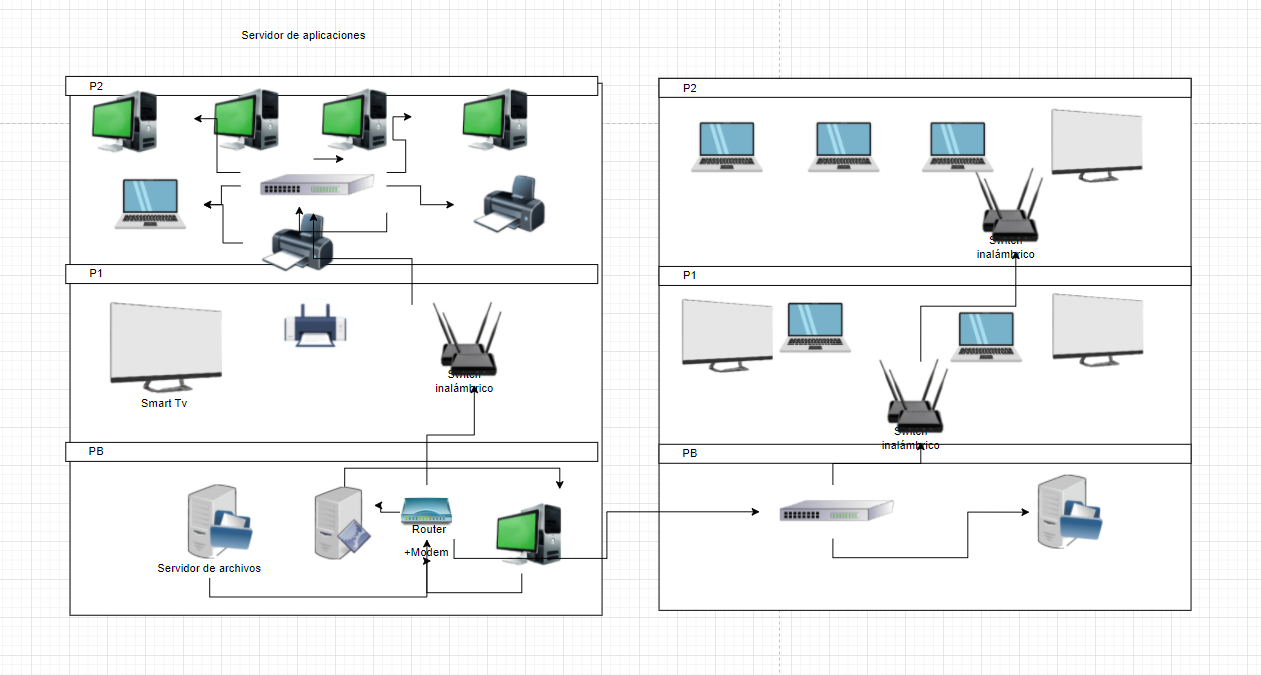 Servidor de aplicaciones
P2
P1
Smart Tv
Switch
inalámbrico
PB
Servidor de archivos
Router
+Modem
P2
Switch
inalámbrico
P1
Switch
inalámbrico
PB